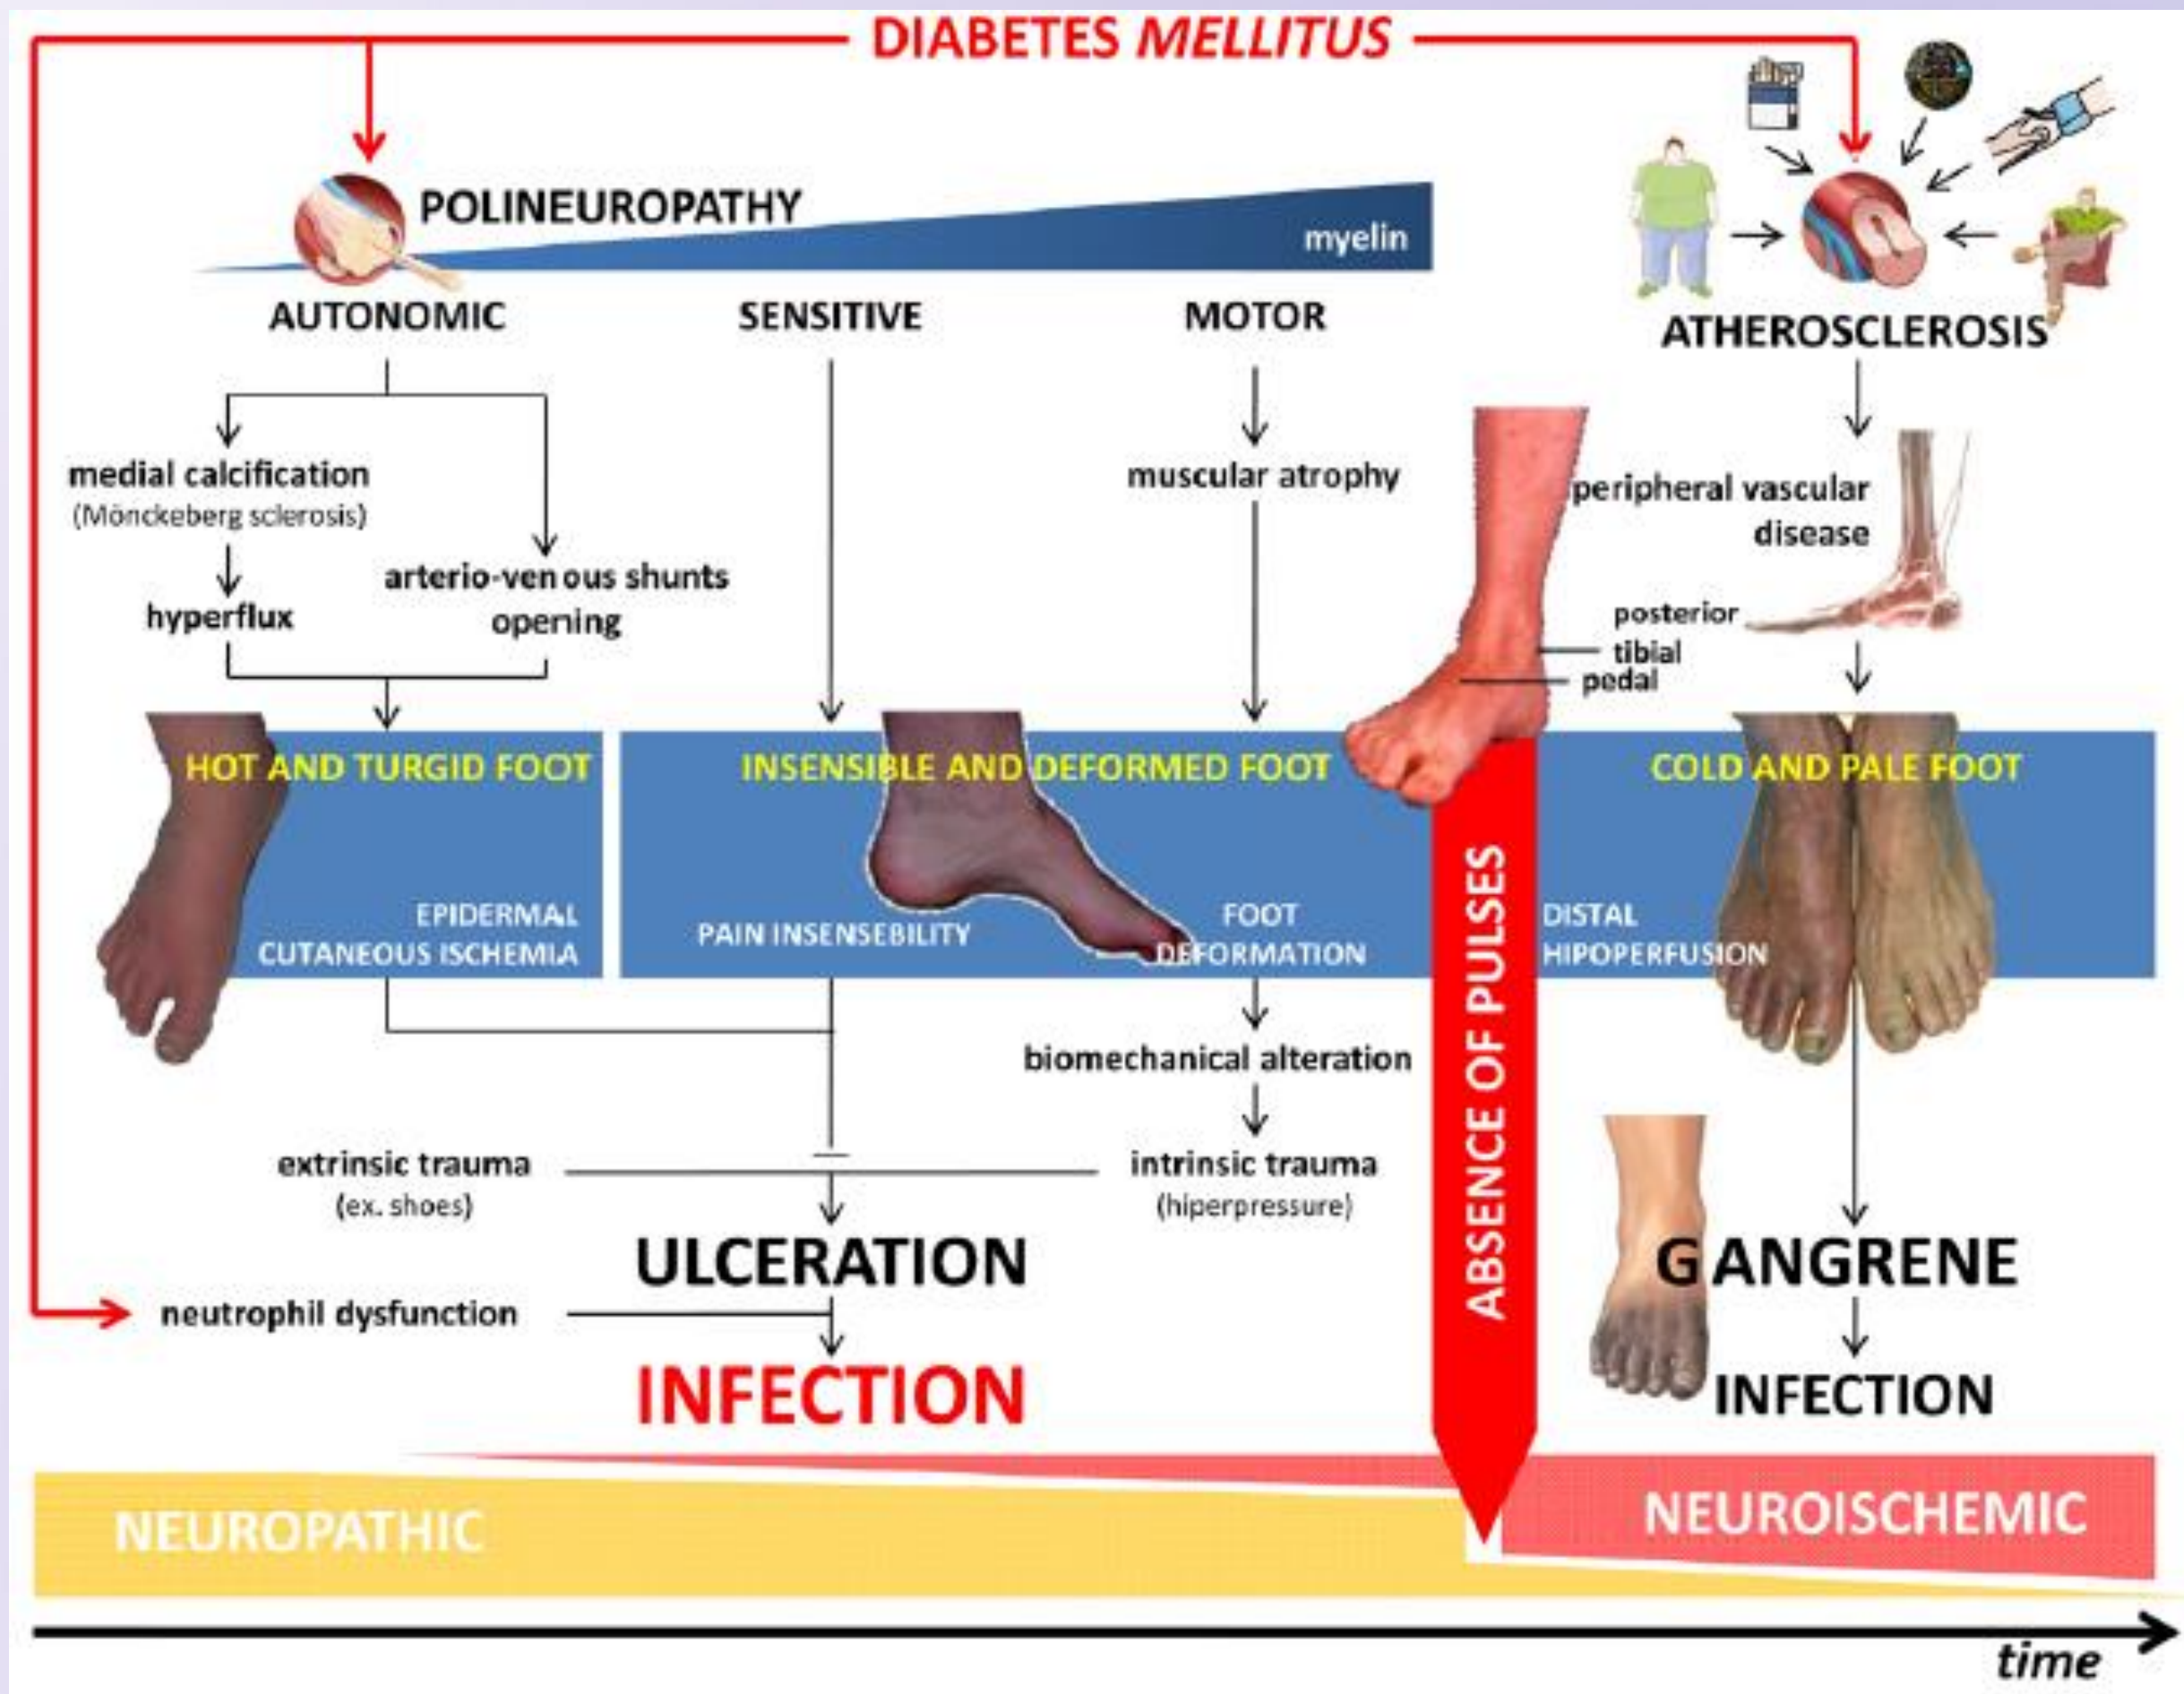 DIABETES MELLITUS
POLINEUROPATHY
myelin
AUTONOMIC
SENSITIVE
MOTOR
ATHEROSCLEROSIS
medial calcification
(Mönckeberg sclerosis)
hyperflux
arterio-venous shunts
opening
muscular atrophy
peripheral vascular
disease
posterior
tibial
pedal
HOT AND TURGID FOOT
INSENSIBLE AND DEFORMED FOOT
COLD AND PALE FOOT
EPIDERMAL
CUTANEOUS ISCHEMIA
PAIN INSENSEBILITY
FOOT
DEFORMATION
ABSENCE OF PULSES
DISTAL
HIPOPERFUSION
biomechanical alteration
extrinsic trauma
(ex. shoes)
intrinsic trauma
(hiperpressure)
ULCERATION
GANGRENE
neutrophil dysfunction
INFECTION
INFECTION
NEUROPATHIC
NEUROISCHEMIC
time